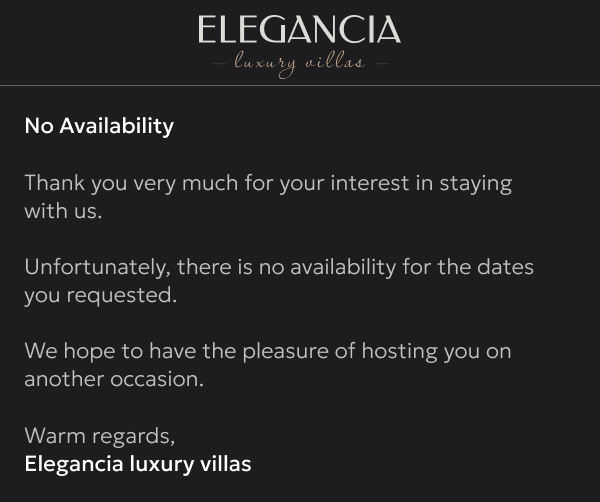 ELEGANCIA
luxury villas
No Availability
Thank you very much for your interest in staying
with us.
Unfortunately, there is no availability for the dates
you requested.
We hope to have the pleasure of hosting you on
another occasion.
Warm regards,
Elegancia luxury villas